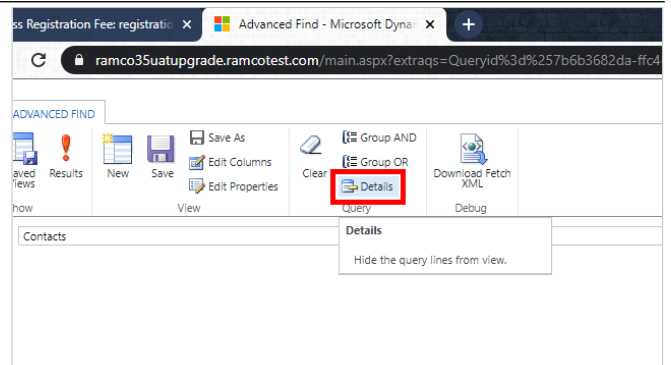 ss Registration Fee: registratio
Advanced Find - Microsoft Dynar
ramco35uatupgrade.ramcotest.com/main.aspx?extraqs=Queryid%3d%257b6b3682da-ffc4
ADVANCED FIND
aved Views
Results
New
Save
Save As
Edit Columns
Edit Properties
Clear
Group AND
Group OR
Details
Download Fetch XML
how
View
Query
Debug
Contacts
Details
Hide the query lines from view.